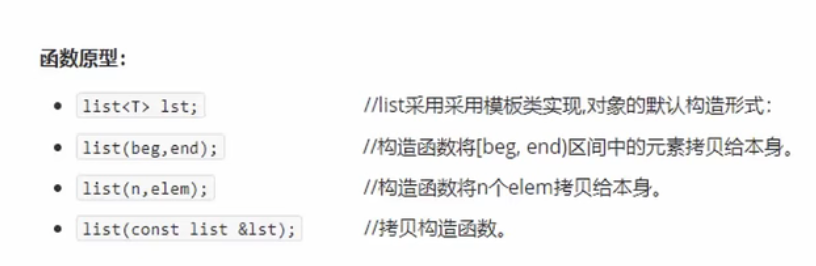 函数原型：
• list<T> lst; //list采用采用模板类实现,对象的默认构造形式：
• list(beg,end); //构造函数将[beg, end)区间中的元素拷贝给本身。
• list(n,elem); //构造函数将n个elem拷贝给本身。
• list(const list &lst); //拷贝构造函数。